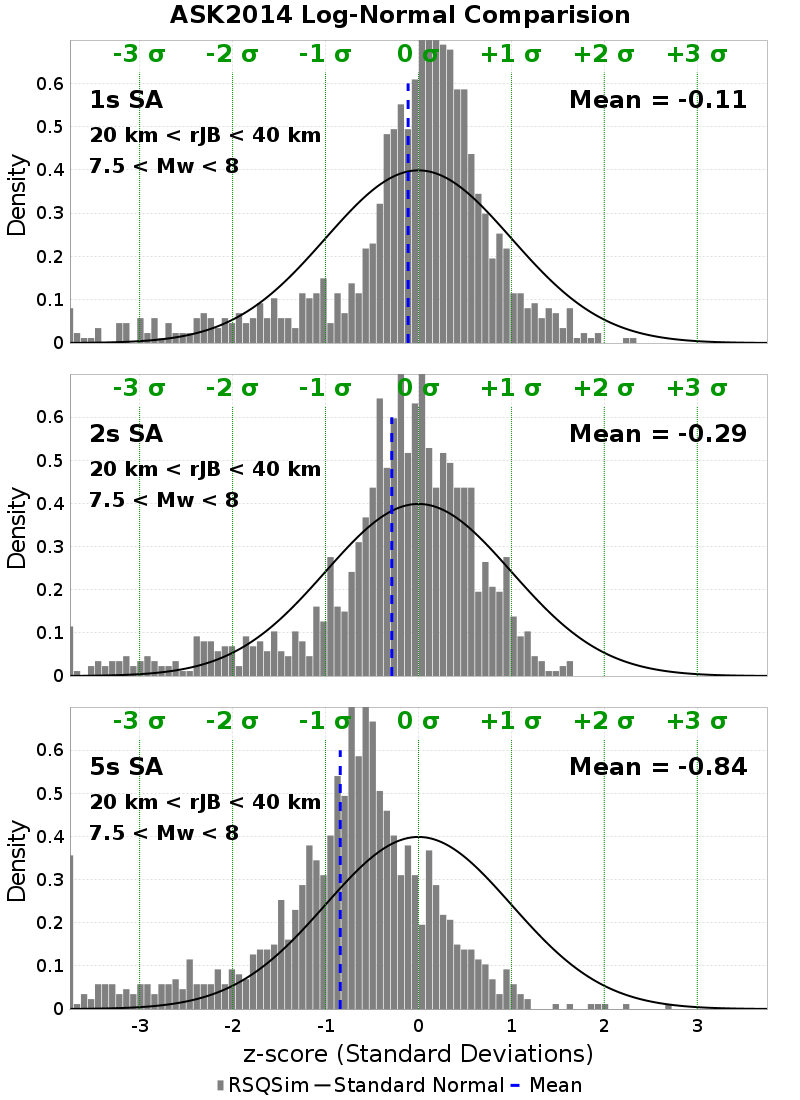 ASK2014 Log-Normal Comparision
-3 σ -2 σ -1 σ 0 σ +1 σ +2 σ +3 σ
1s SA
Mean = -0.11
20 km < rJB < 40 km
7.5 < Mw < 8
Density
0.6
0.5
0.4
0.3
0.2
0.1
0
-3 σ -2 σ -1 σ 0 σ +1 σ +2 σ +3 σ
2s SA
Mean = -0.29
20 km < rJB < 40 km
7.5 < Mw < 8
Density
0.6
0.5
0.4
0.3
0.2
0.1
0
-3 σ -2 σ -1 σ 0 σ +1 σ +2 σ +3 σ
5s SA
Mean = -0.84
20 km < rJB < 40 km
7.5 < Mw < 8
Density
0.6
0.5
0.4
0.3
0.2
0.1
0
-3 -2 -1 0 1 2 3
z-score (Standard Deviations)
RSQSim Standard Normal Mean